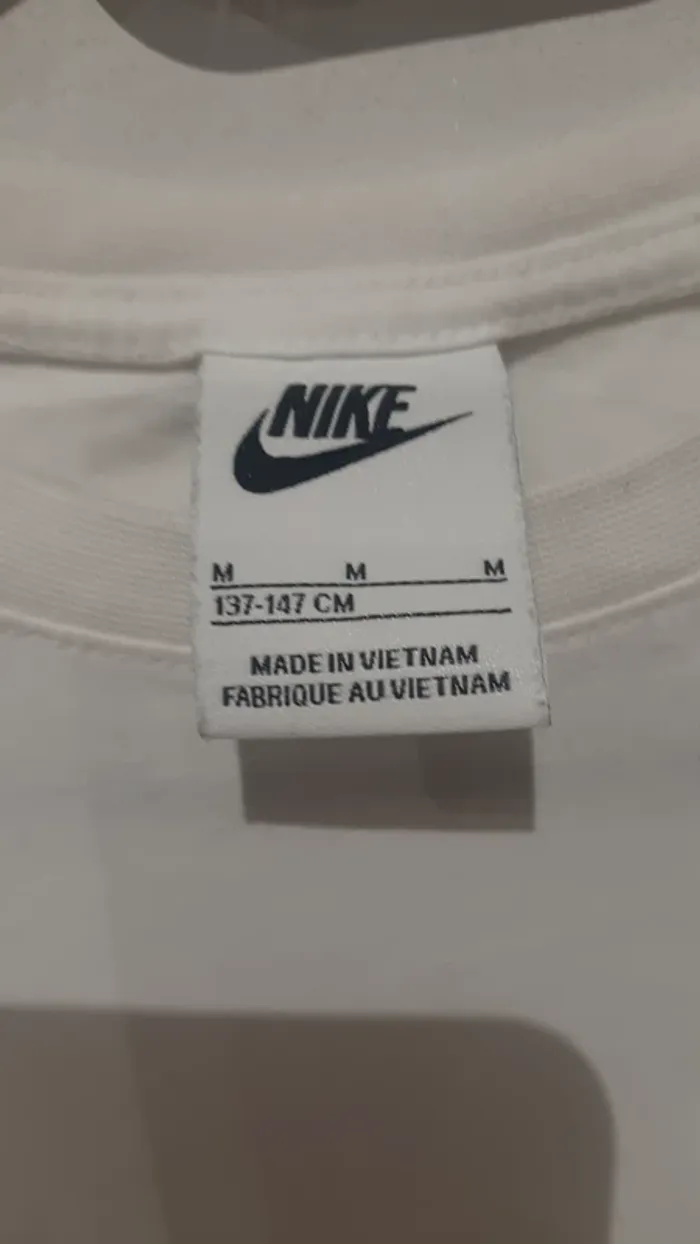 NIKE
M M M
137-147 CM
MADE IN VIETNAM
FABRIQUE AU VIETNAM